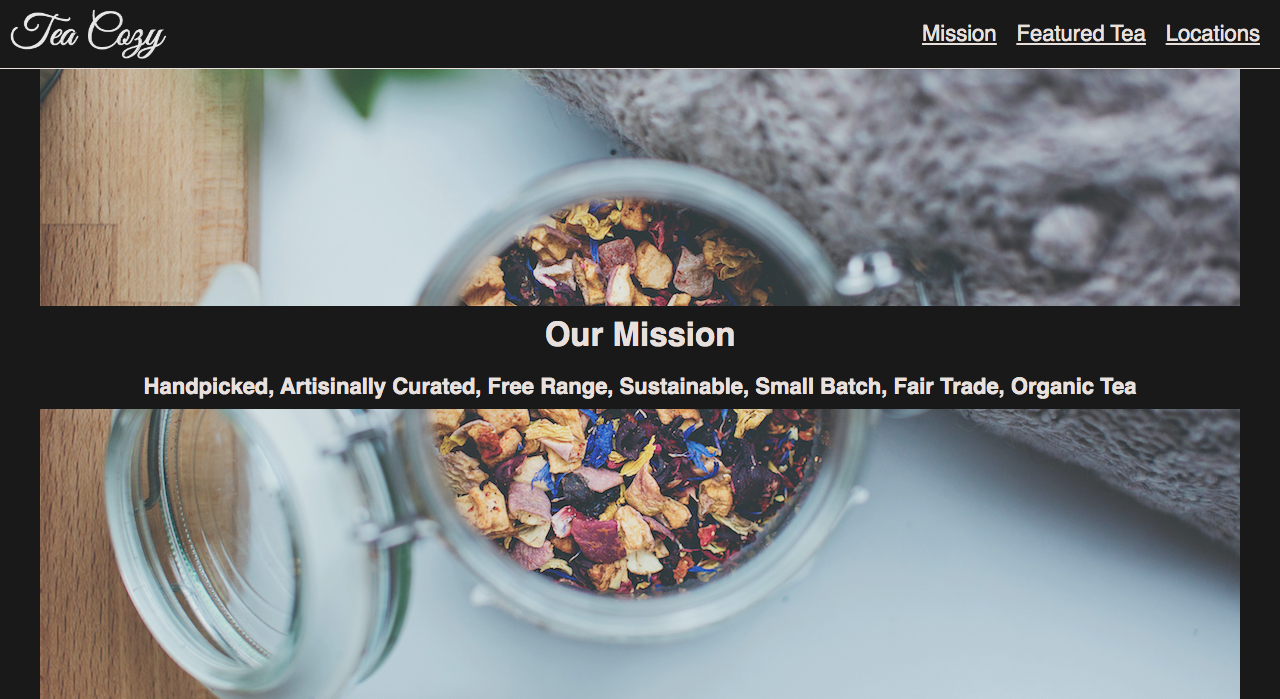 Tea Cozy
Mission Featured Tea Locations
Our Mission
Handpicked, Artisinally Curated, Free Range, Sustainable, Small Batch, Fair Trade, Organic Tea